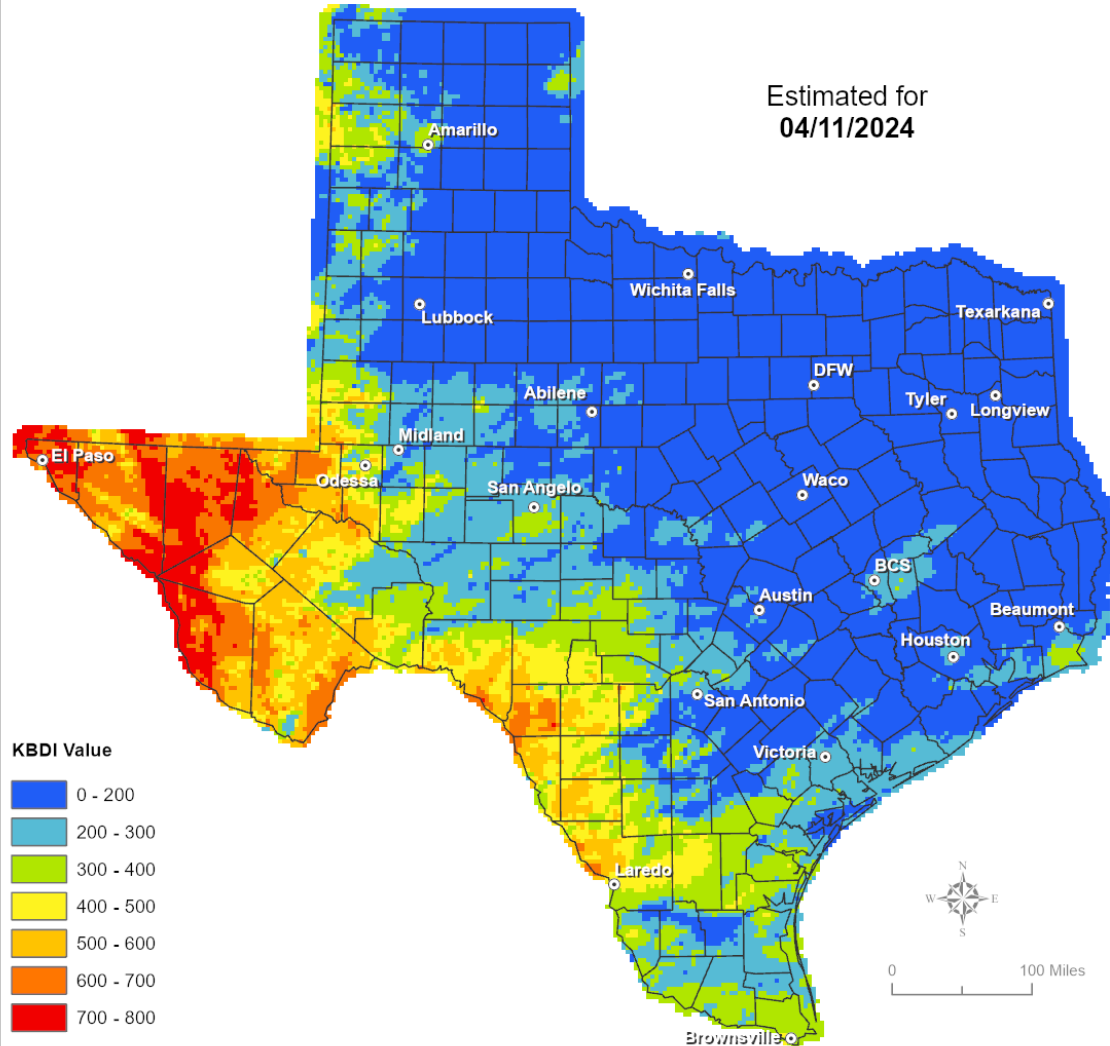 Estimated for
04/11/2024
Amarillo
Wichita Falls
Lubbock
Texarkana
DFW
Abilene
Tyler
Longview
Midland
El Paso
Odessa
San Angelo
Waco
BCS
Austin
Beaumont
Houston
San Antonio
Victoria
Laredo
Brownsville
KBDI Value
0 - 200
200 - 300
300 - 400
400 - 500
500 - 600
600 - 700
700 - 800
N
W E
S
0 100 Miles